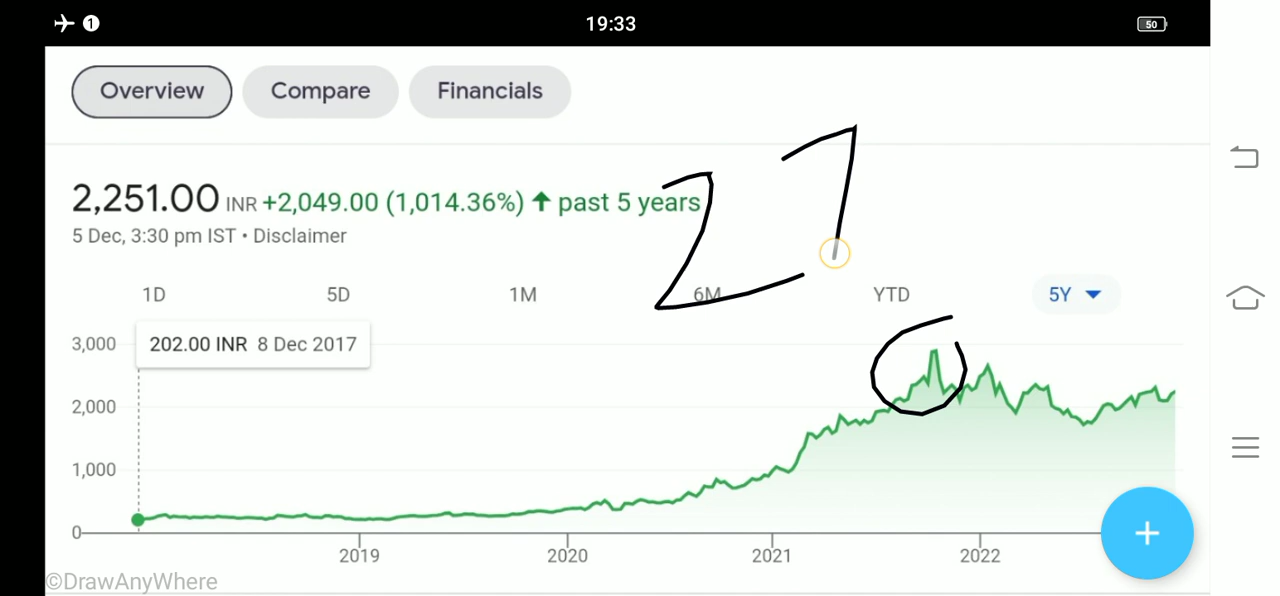 1 19:33 50
Overview Compare Financials
2,251.00 INR +2,049.00 (1,014.36%) ↑ past 5 years
5 Dec, 3:30 pm IST • Disclaimer
27
1D 5D 1M 6M YTD 5Y
3,000
202.00 INR 8 Dec 2017
2,000
1,000
0
2019 2020 2021 2022
+
©DrawAnyWhere